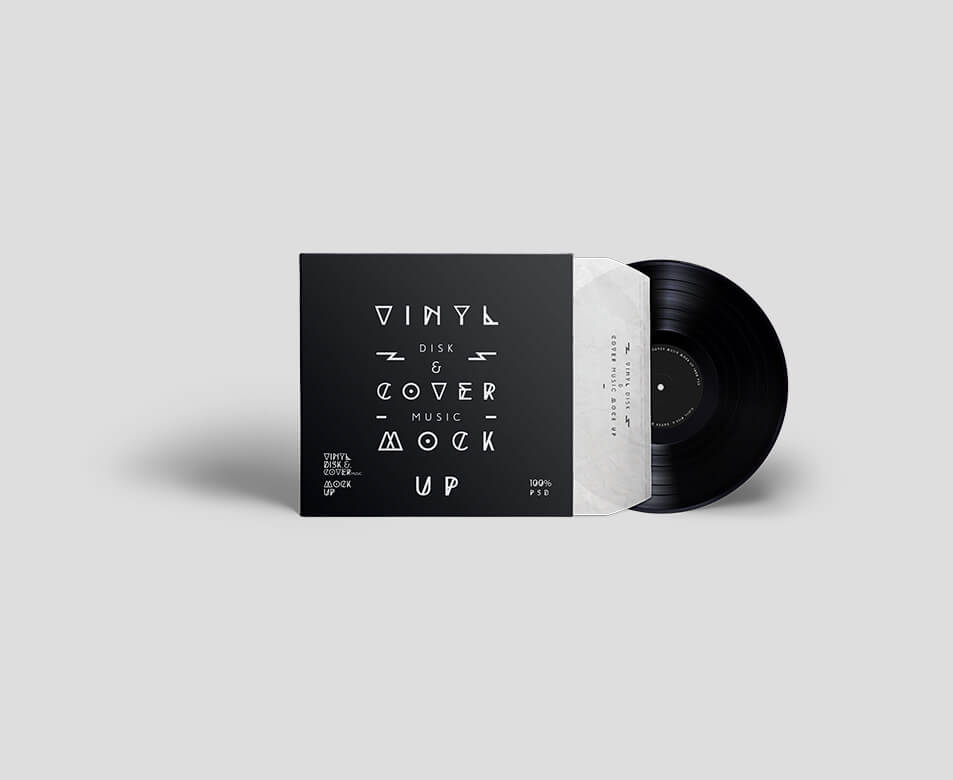 VINYL
DISK
&
COVER
MUSIC
MOCK
UP
VINYL
DISK &
COVER MUSIC
MOCK
UP
100%
PSD
VINYL DISK
COVER MUSIC MOCK UP